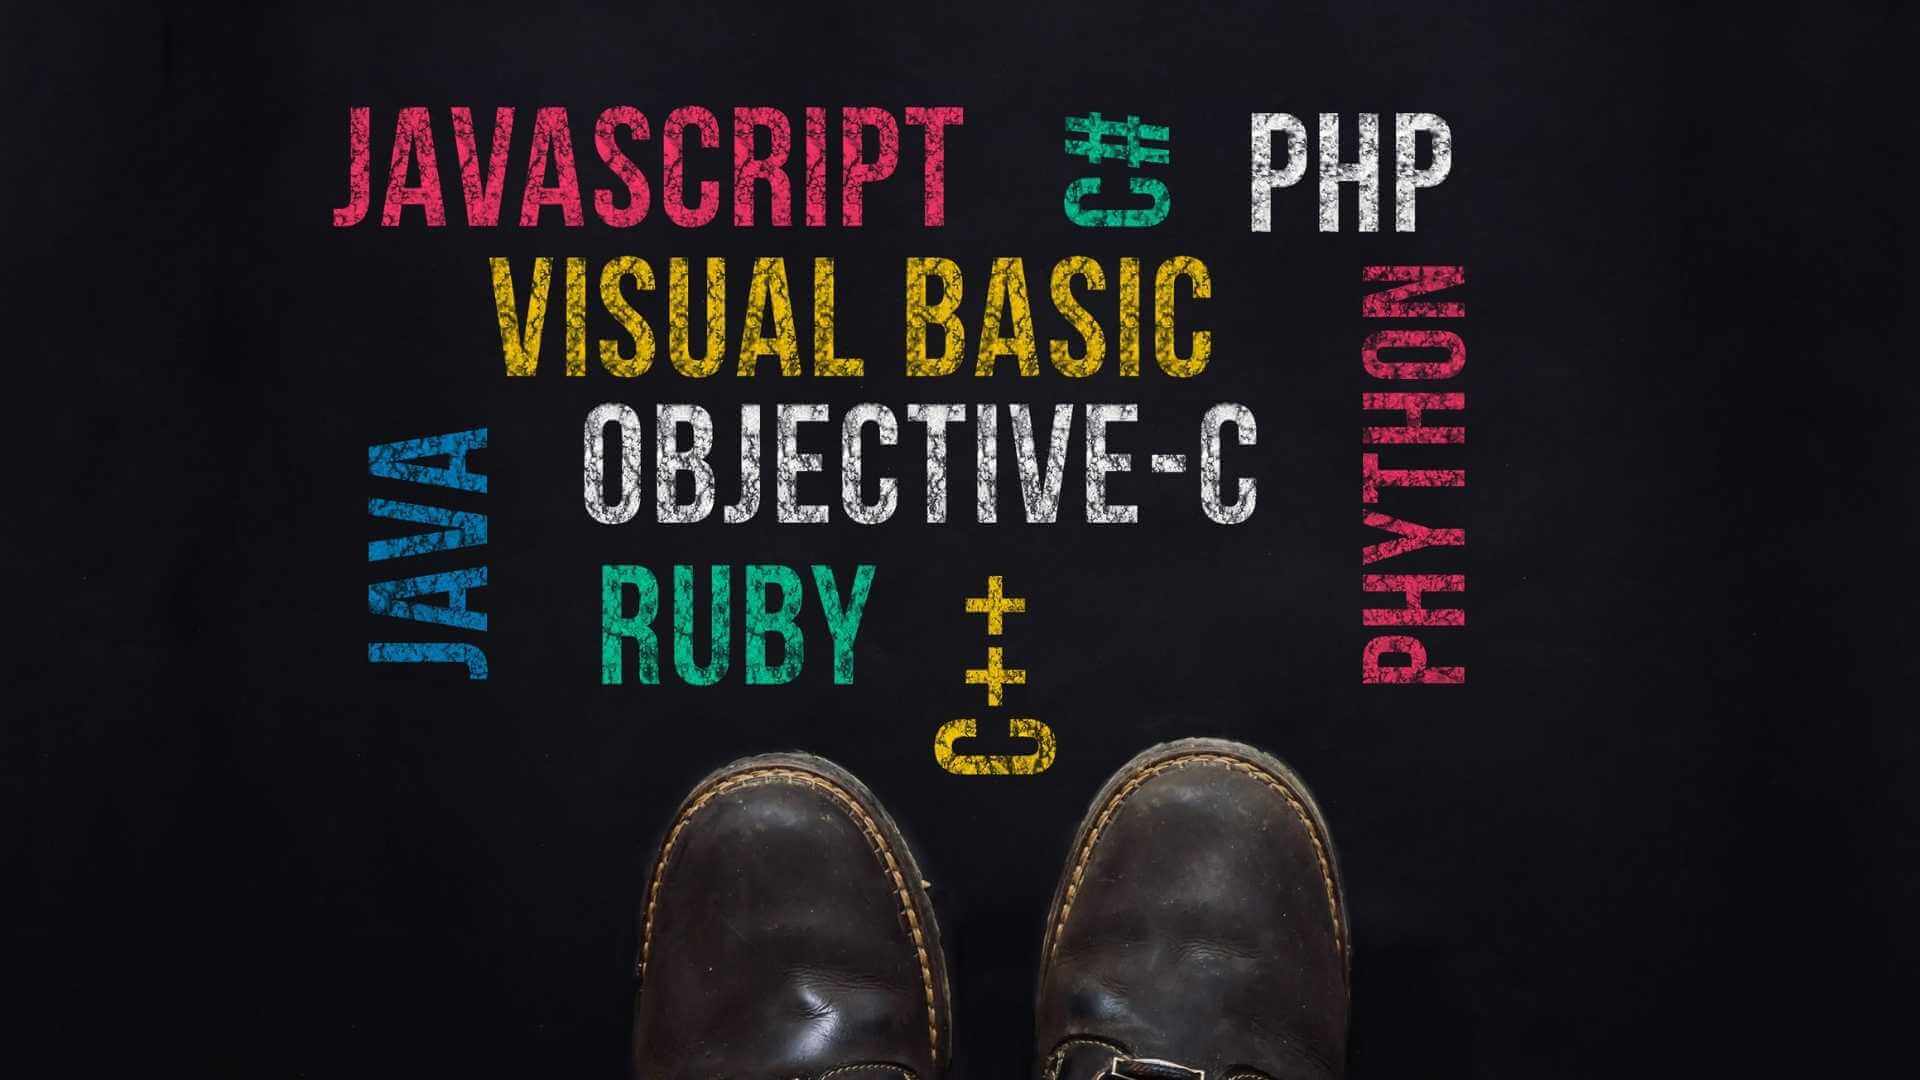 JAVASCRIPT
C#
PHP
VISUAL BASIC
PHYTHON
OBJECTIVE-C
JAVA
RUBY
C++